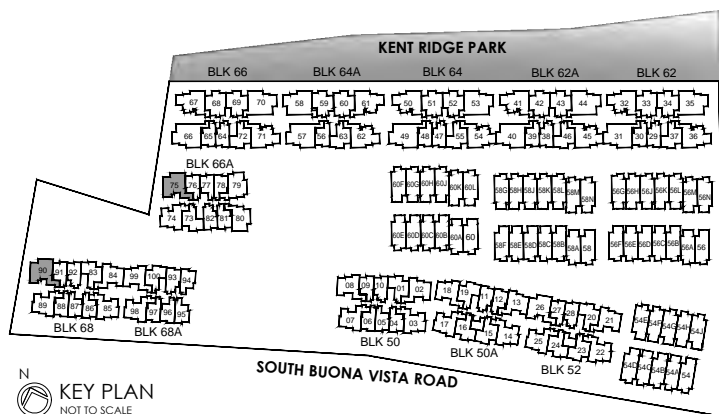 KENT RIDGE PARK
BLK 66 BLK 64A BLK 64 BLK 62A BLK 62
67 68 69 70 58 59 60 61 50 51 52 53 41 42 43 44 32 33 34 35
66 65 64 72 71 57 56 63 62 49 48 47 55 54 40 39 38 46 45 31 30 29 37 36
BLK 66A
75 76 77 78 79 60F 60G 60H 60J 60K 60L 58G 58H 58J 58K 58L 58M 58N 56G 56H 56J 56K 56L 56M 56N
74 73 82 81 80 60E 60D 60C 60B 60A 60 58F 58E 58D 58C 58B 58A 58 56F 56E 56D 56C 56B 56A 56
90 91 92 83 84 99 100 93 94 08 09 10 01 02 18 19 11 12 13 26 27 28 20 21 54E 54F 54G 54H 54J
89 88 87 86 85 98 97 96 95 07 06 05 04 03 17 16 15 14 25 24 23 22 54D 54C 54B 54A 54
BLK 68 BLK 68A BLK 50 BLK 50A BLK 52
SOUTH BUONA VISTA ROAD
N
KEY PLAN
NOT TO SCALE